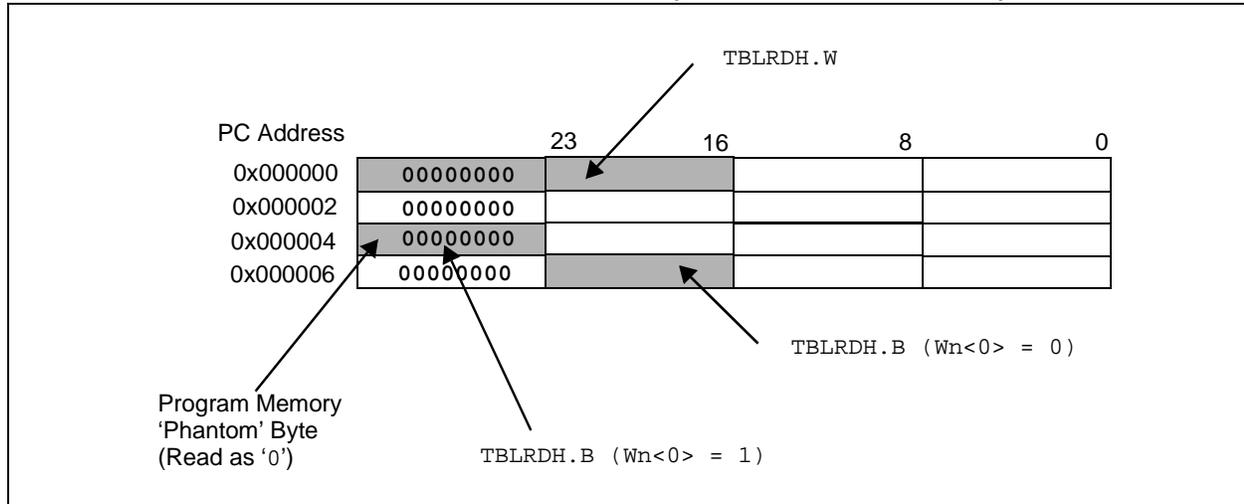 TBLRDH.W
PC Address
23 16 8 0
0x000000 00000000
0x000002 00000000
0x000004 00000000
0x000006 00000000
TBLRDH.B (Wn<0> = 0)
Program Memory
‘Phantom’ Byte
(Read as ‘0’)
TBLRDH.B (Wn<0> = 1)